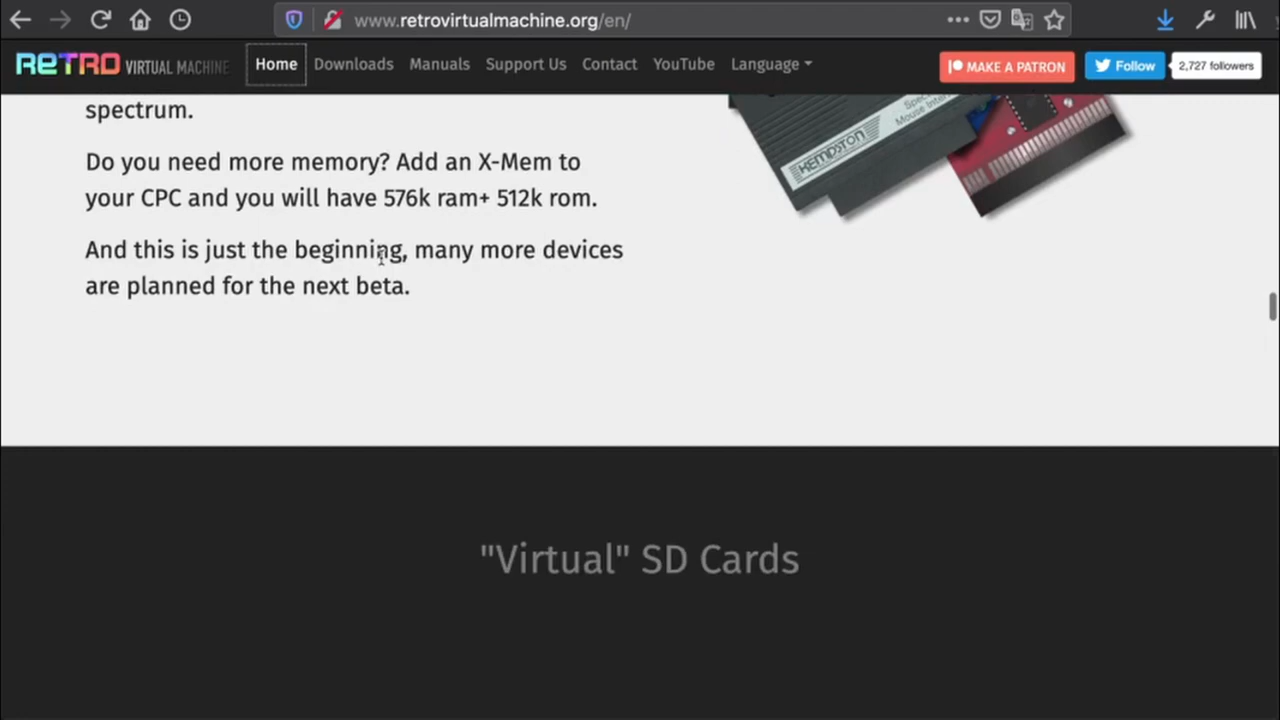 www.retrovirtualmachine.org/en/
RETRO VIRTUAL MACHINE
Home
Downloads
Manuals
Support Us
Contact
YouTube
Language
MAKE A PATRON
Follow
2,727 followers
spectrum.
Do you need more memory? Add an X-Mem to
your CPC and you will have 576k ram+ 512k rom.
And this is just the beginning, many more devices
are planned for the next beta.
Mouse Inter
KEMPSTON
"Virtual" SD Cards